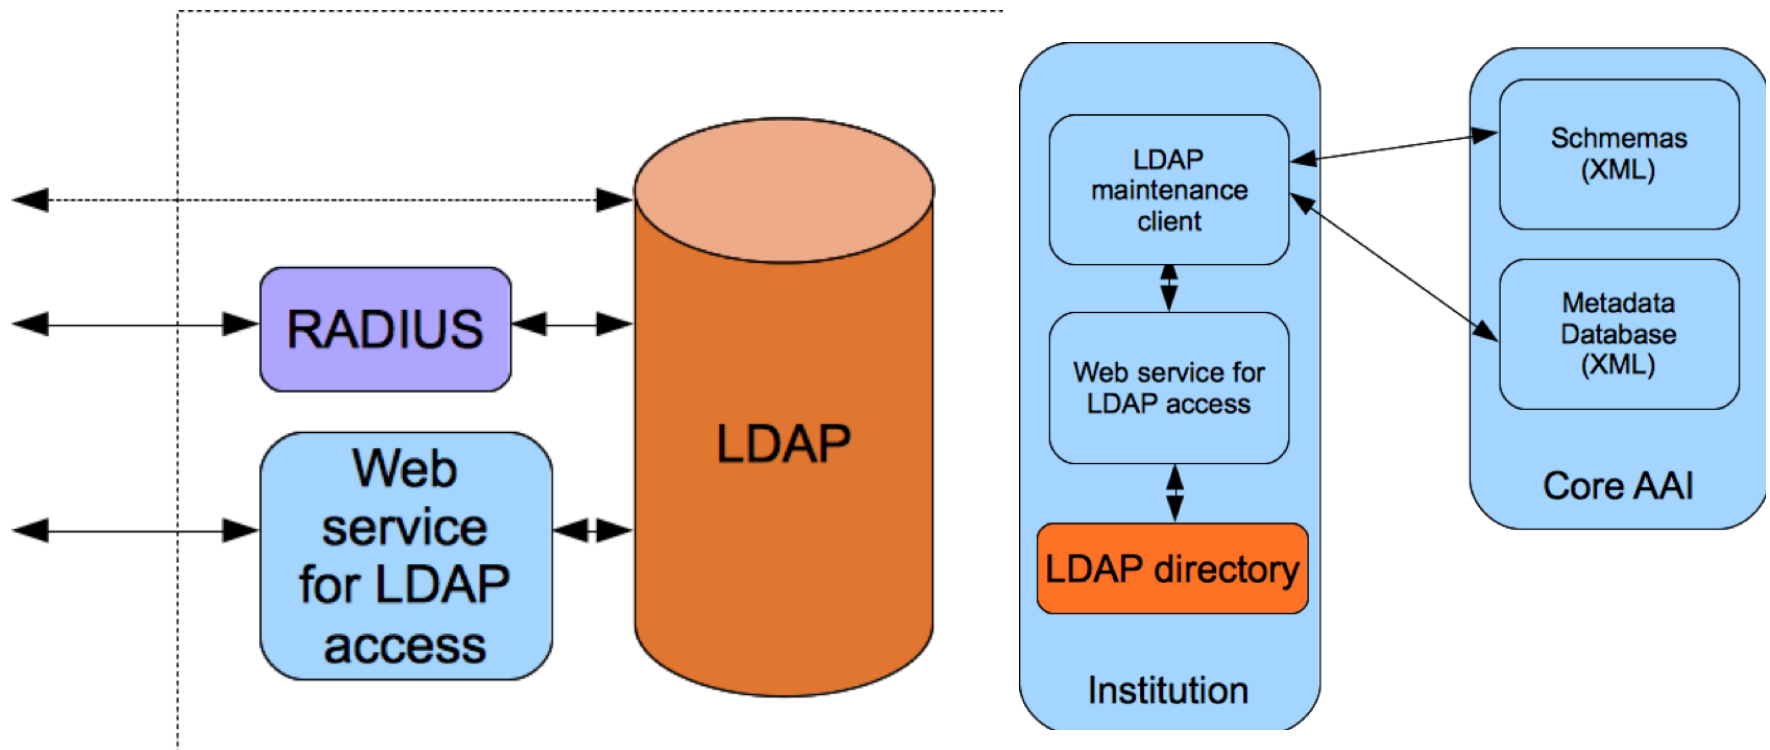 RADIUS
Web
service
for LDAP
access
LDAP
LDAP
maintenance
client
Web service for
LDAP access
LDAP directory
Institution
Schmemas
(XML)
Metadata
Database
(XML)
Core AAI